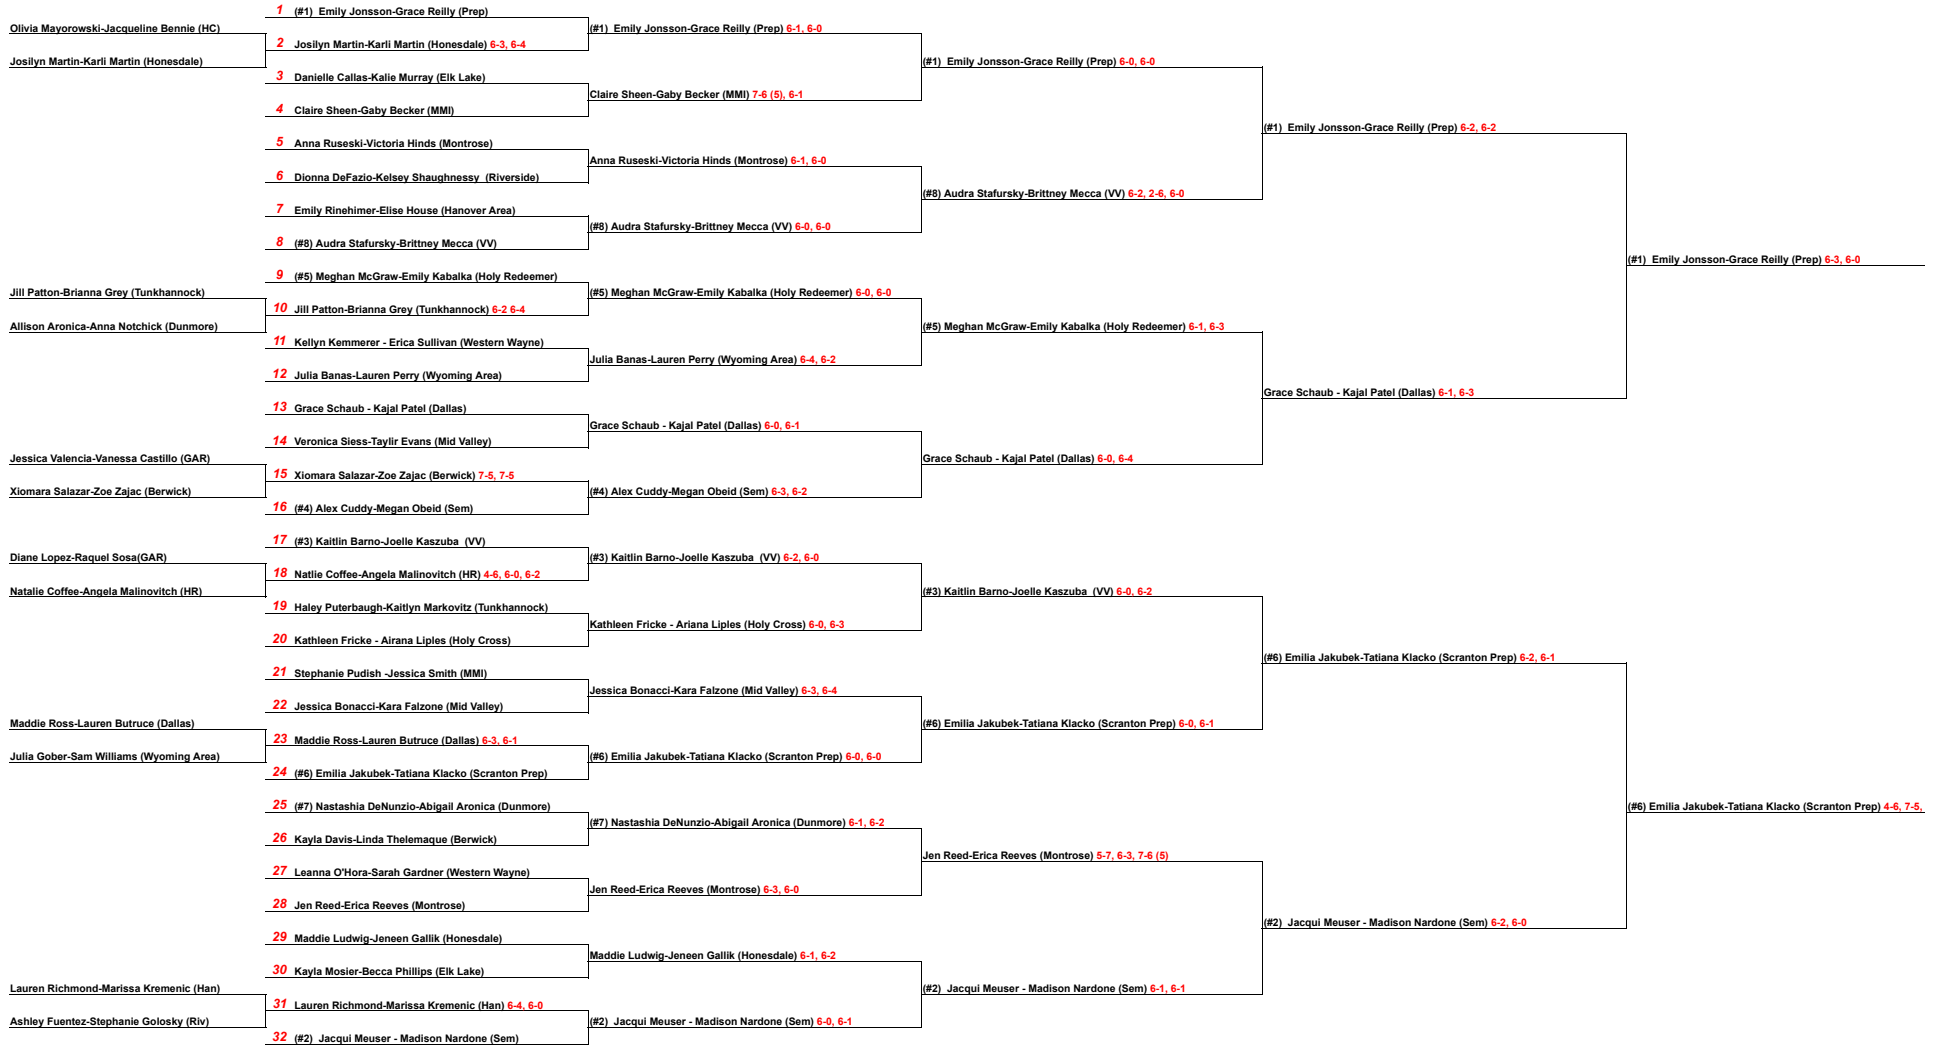 1 (#1) Emily Jonsson-Grace Reilly (Prep)
Olivia Mayorowski-Jacqueline Bennie (HC)
(#1) Emily Jonsson-Grace Reilly (Prep) 6-1, 6-0
2 Josilyn Martin-Karli Martin (Honesdale) 6-3, 6-4
Josilyn Martin-Karli Martin (Honesdale)
(#1) Emily Jonsson-Grace Reilly (Prep) 6-0, 6-0
3 Danielle Callas-Kalie Murray (Elk Lake)
Claire Sheen-Gaby Becker (MMI) 7-6 (5), 6-1
4 Claire Sheen-Gaby Becker (MMI)
(#1) Emily Jonsson-Grace Reilly (Prep) 6-2, 6-2
5 Anna Ruseski-Victoria Hinds (Montrose)
Anna Ruseski-Victoria Hinds (Montrose) 6-1, 6-0
6 Dionna DeFazio-Kelsey Shaughnessy (Riverside)
(#8) Audra Stafursky-Brittney Mecca (VV) 6-2, 2-6, 6-0
7 Emily Rinehimer-Elise House (Hanover Area)
(#8) Audra Stafursky-Brittney Mecca (VV) 6-0, 6-0
8 (#8) Audra Stafursky-Brittney Mecca (VV)
(#1) Emily Jonsson-Grace Reilly (Prep) 6-3, 6-0
9 (#5) Meghan McGraw-Emily Kabalka (Holy Redeemer)
Jill Patton-Brianna Grey (Tunkhannock)
(#5) Meghan McGraw-Emily Kabalka (Holy Redeemer) 6-0, 6-0
10 Jill Patton-Brianna Grey (Tunkhannock) 6-2 6-4
Allison Aronica-Anna Notchick (Dunmore)
(#5) Meghan McGraw-Emily Kabalka (Holy Redeemer) 6-1, 6-3
11 Kellyn Kemmerer - Erica Sullivan (Western Wayne)
Julia Banas-Lauren Perry (Wyoming Area) 6-4, 6-2
12 Julia Banas-Lauren Perry (Wyoming Area)
Grace Schaub - Kajal Patel (Dallas) 6-1, 6-3
13 Grace Schaub - Kajal Patel (Dallas)
Grace Schaub - Kajal Patel (Dallas) 6-0, 6-1
14 Veronica Siess-Taylir Evans (Mid Valley)
Jessica Valencia-Vanessa Castillo (GAR)
Grace Schaub - Kajal Patel (Dallas) 6-0, 6-4
15 Xiomara Salazar-Zoe Zajac (Berwick) 7-5, 7-5
Xiomara Salazar-Zoe Zajac (Berwick)
(#4) Alex Cuddy-Megan Obeid (Sem) 6-3, 6-2
16 (#4) Alex Cuddy-Megan Obeid (Sem)
17 (#3) Kaitlin Barno-Joelle Kaszuba (VV)
Diane Lopez-Raquel Sosa(GAR)
(#3) Kaitlin Barno-Joelle Kaszuba (VV) 6-2, 6-0
18 Natlie Coffee-Angela Malinovitch (HR) 4-6, 6-0, 6-2
Natalie Coffee-Angela Malinovitch (HR)
(#3) Kaitlin Barno-Joelle Kaszuba (VV) 6-0, 6-2
19 Haley Puterbaugh-Kaitlyn Markovitz (Tunkhannock)
Kathleen Fricke - Ariana Liples (Holy Cross) 6-0, 6-3
20 Kathleen Fricke - Airana Liples (Holy Cross)
(#6) Emilia Jakubek-Tatiana Klacko (Scranton Prep) 6-2, 6-1
21 Stephanie Pudish -Jessica Smith (MMI)
Jessica Bonacci-Kara Falzone (Mid Valley) 6-3, 6-4
22 Jessica Bonacci-Kara Falzone (Mid Valley)
Maddie Ross-Lauren Butruce (Dallas)
(#6) Emilia Jakubek-Tatiana Klacko (Scranton Prep) 6-0, 6-1
23 Maddie Ross-Lauren Butruce (Dallas) 6-3, 6-1
Julia Gober-Sam Williams (Wyoming Area)
(#6) Emilia Jakubek-Tatiana Klacko (Scranton Prep) 6-0, 6-0
24 (#6) Emilia Jakubek-Tatiana Klacko (Scranton Prep)
25 (#7) Nastashia DeNunzio-Abigail Aronica (Dunmore)
(#6) Emilia Jakubek-Tatiana Klacko (Scranton Prep) 4-6, 7-5,
(#7) Nastashia DeNunzio-Abigail Aronica (Dunmore) 6-1, 6-2
26 Kayla Davis-Linda Thelemaque (Berwick)
Jen Reed-Erica Reeves (Montrose) 5-7, 6-3, 7-6 (5)
27 Leanna O'Hora-Sarah Gardner (Western Wayne)
Jen Reed-Erica Reeves (Montrose) 6-3, 6-0
28 Jen Reed-Erica Reeves (Montrose)
(#2) Jacqui Meuser - Madison Nardone (Sem) 6-2, 6-0
29 Maddie Ludwig-Jeneen Gallik (Honesdale)
Maddie Ludwig-Jeneen Gallik (Honesdale) 6-1, 6-2
30 Kayla Mosier-Becca Phillips (Elk Lake)
Lauren Richmond-Marissa Kremenic (Han)
(#2) Jacqui Meuser - Madison Nardone (Sem) 6-1, 6-1
31 Lauren Richmond-Marissa Kremenic (Han) 6-4, 6-0
Ashley Fuentez-Stephanie Golosky (Riv)
(#2) Jacqui Meuser - Madison Nardone (Sem) 6-0, 6-1
32 (#2) Jacqui Meuser - Madison Nardone (Sem)